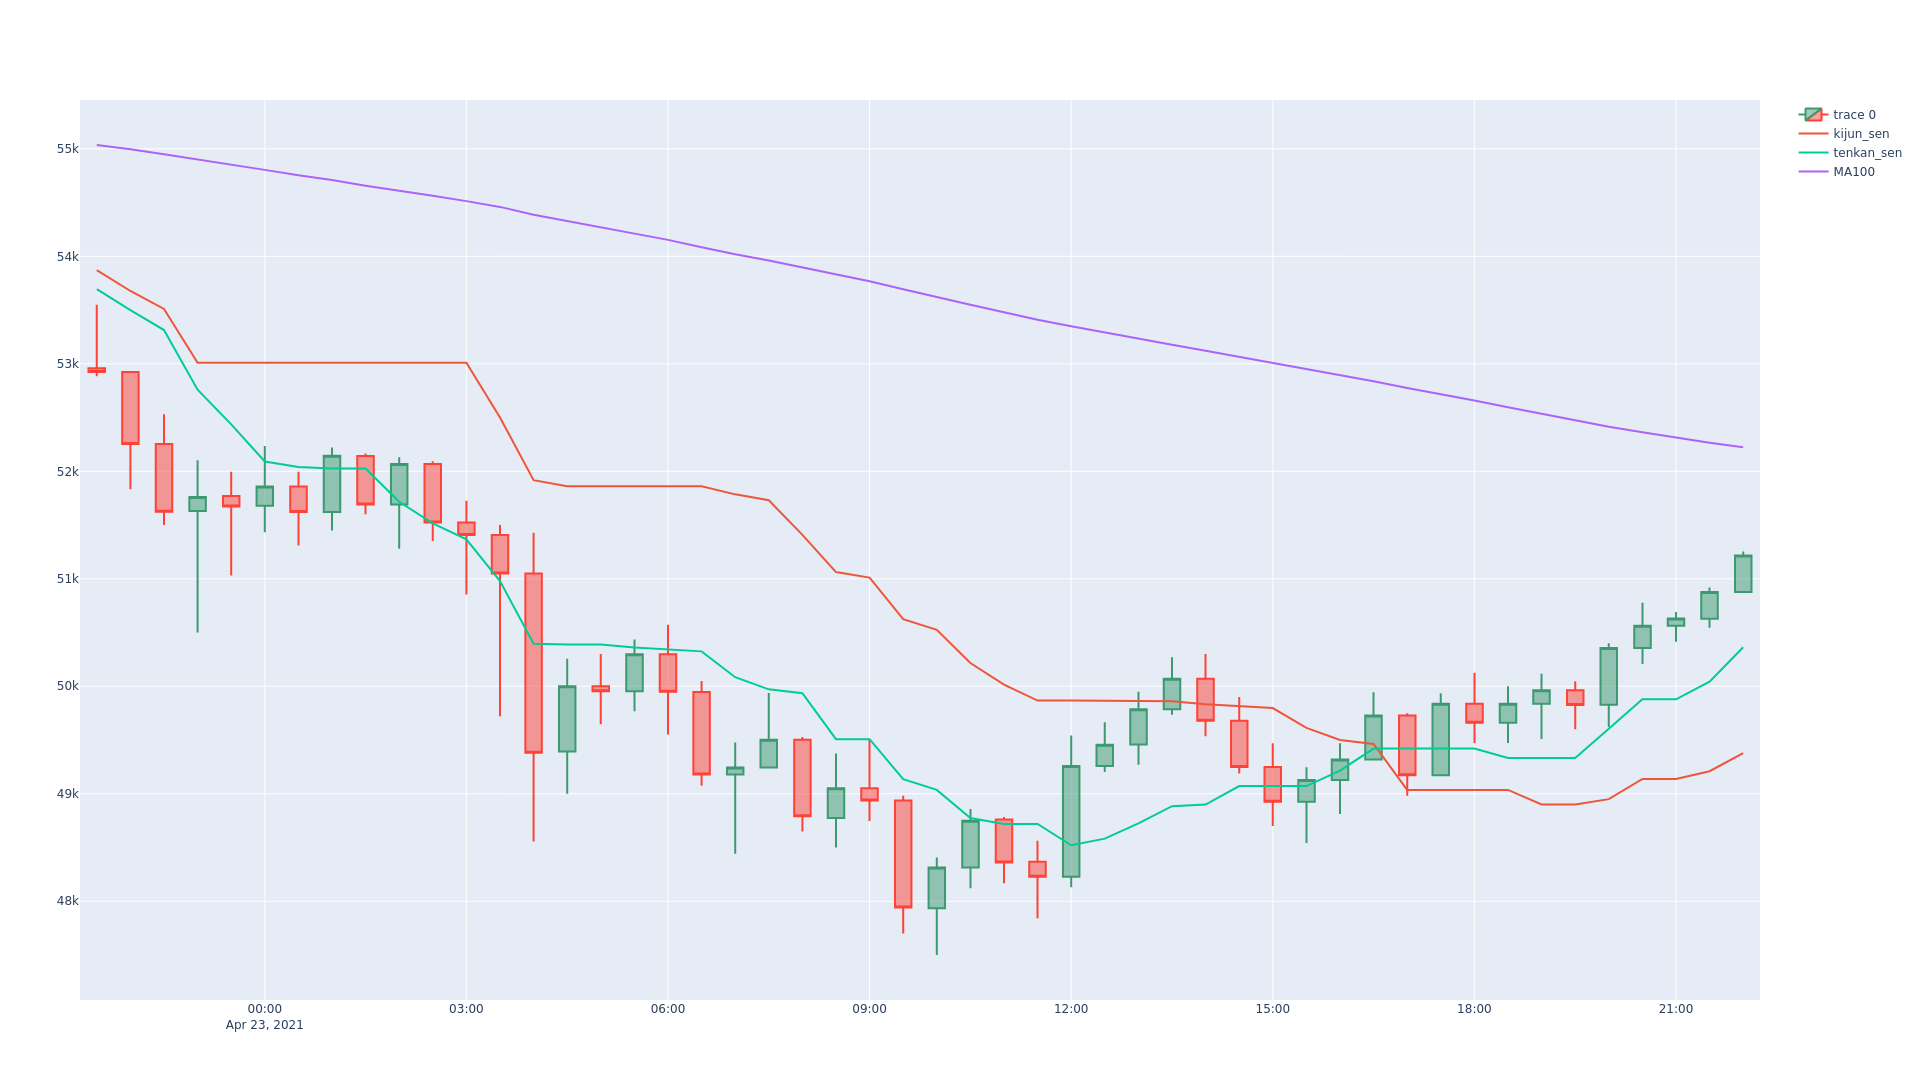 55k
54k
53k
52k
51k
50k
49k
48k
00:00
Apr 23, 2021
03:00
06:00
09:00
12:00
15:00
18:00
21:00
trace 0
kijun_sen
tenkan_sen
MA100